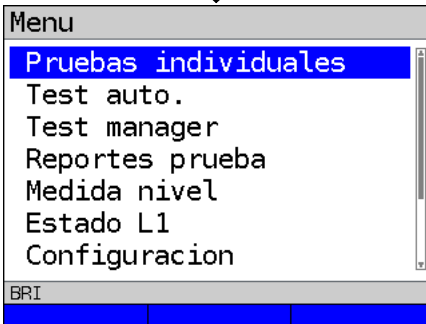 Menu
Pruebas individuales
Test auto.
Test manager
Reportes prueba
Medida nivel
Estado L1
Configuracion
BRI